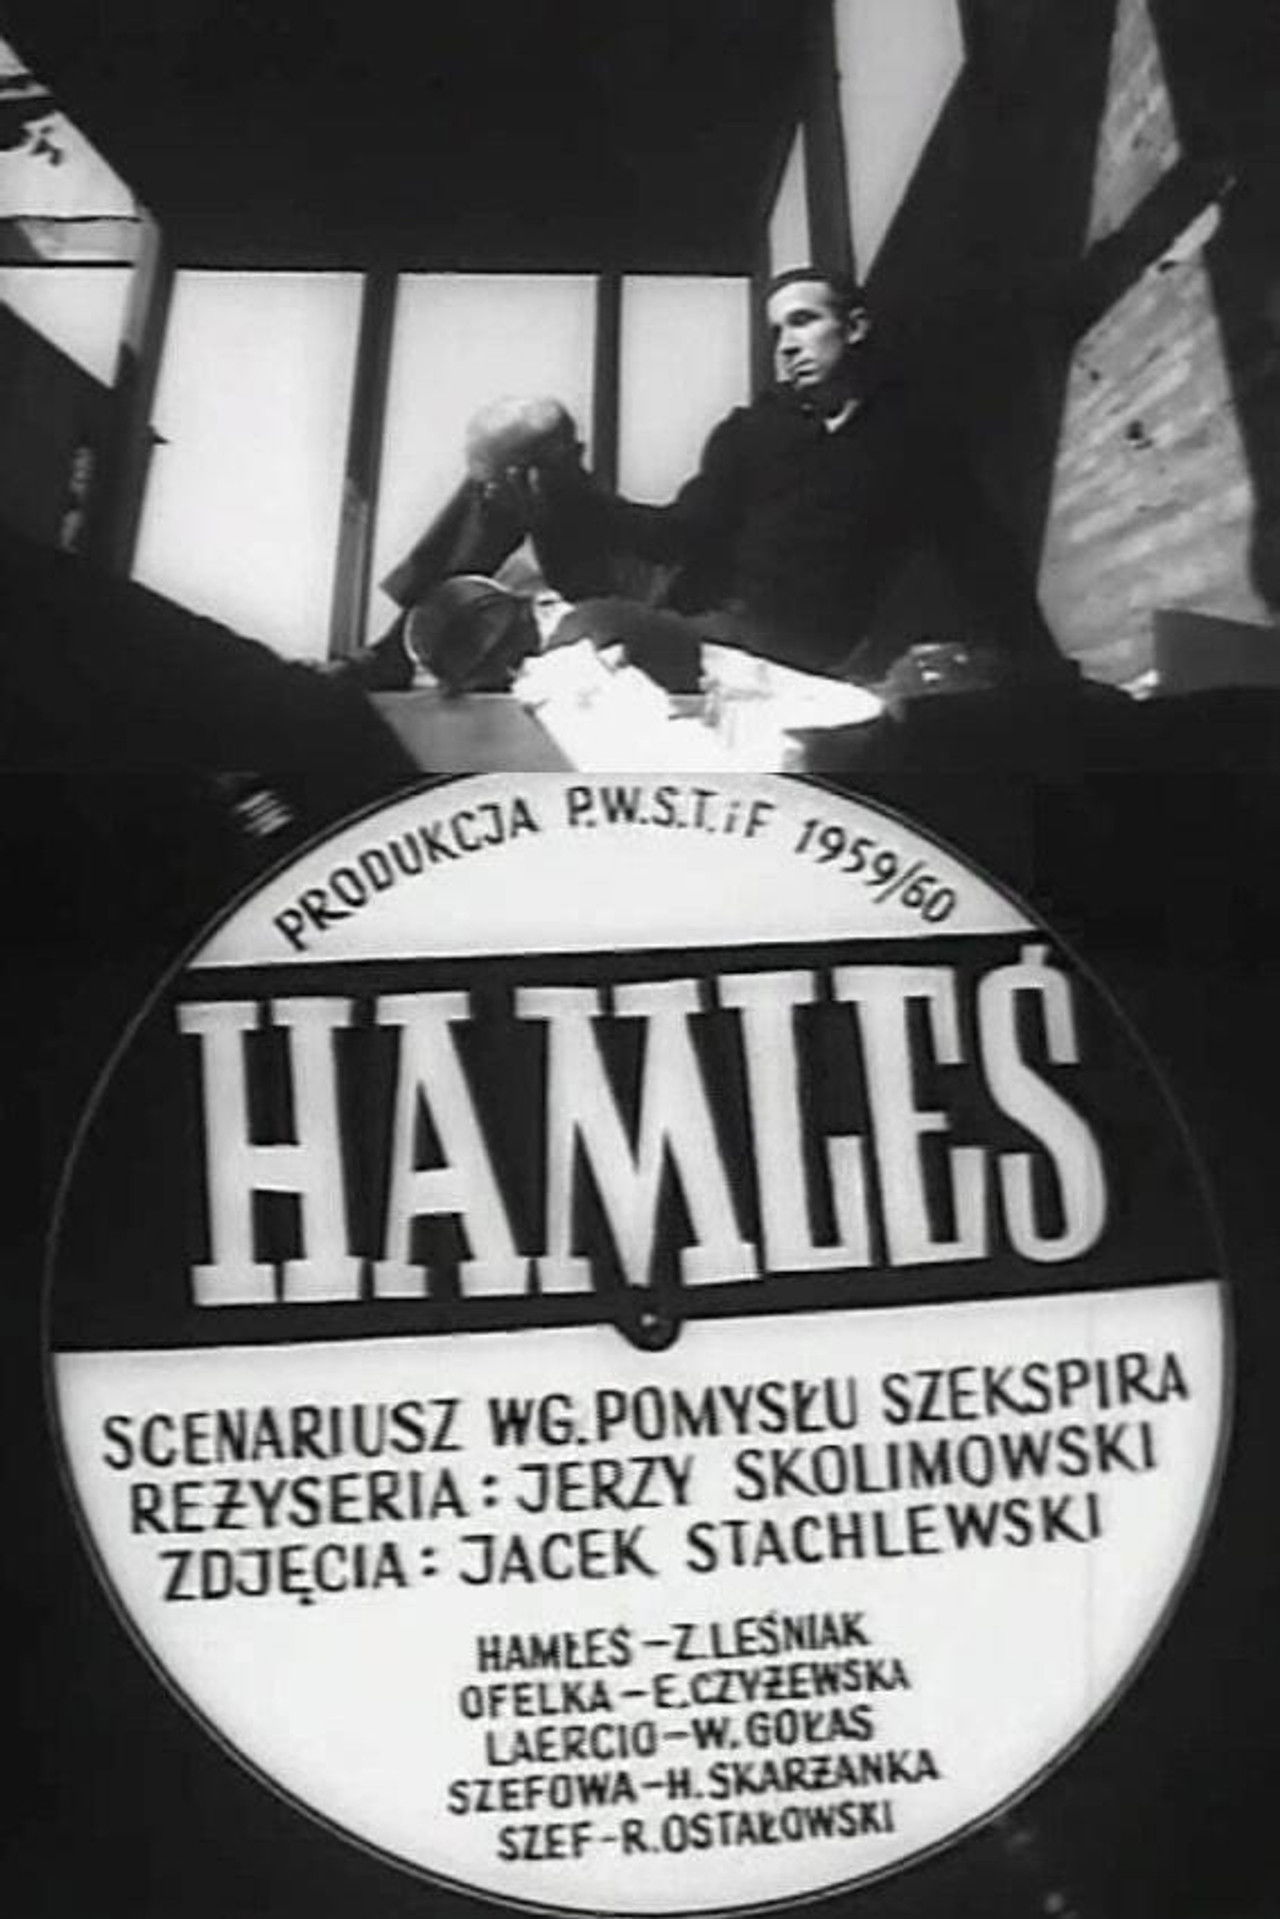 PRODUKCJA P.W.S.T.iF 1959/60
HAMLEŚ
SCENARIUSZ WG. POMYSŁU SZEKSPIRA
REŻYSERIA: JERZY SKOLIMOWSKI
ZDJĘCIA: JACEK STACHLEWSKI
HAMŁEŚ – Z. LEŚNIAK
OFELKA – E. CZYŻEWSKA
LAERCIO – W. GOŁAS
SZEFOWA – H. SKARŻANKA
SZEF – R. OSTAŁOWSKI